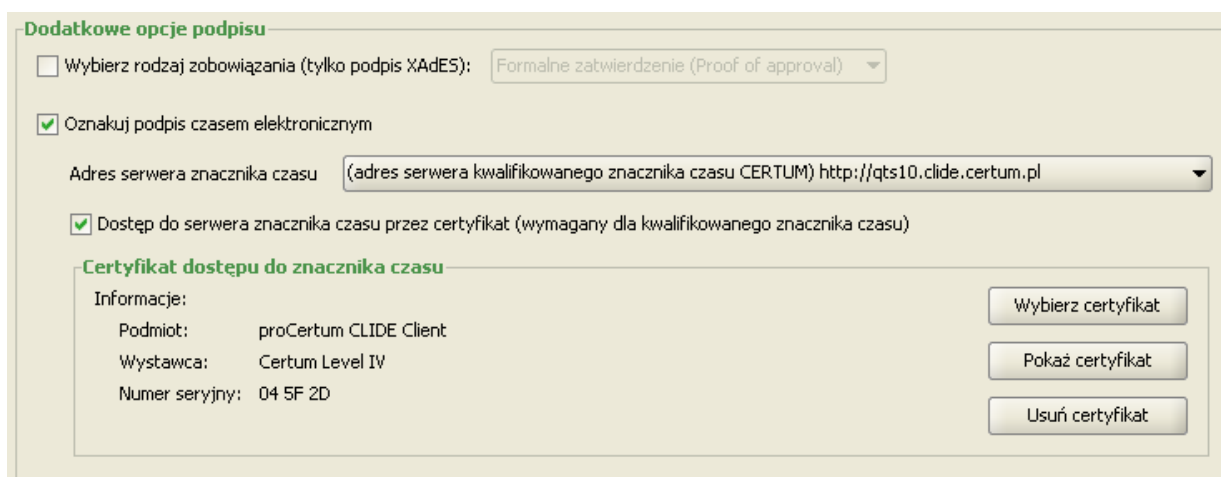 Dodatkowe opcje podpisu
Wybierz rodzaj zobowiązania (tylko podpis XAdES): Formalne zatwierdzenie (Proof of approval)
Oznakuj podpis czasem elektronicznym
Adres serwera znacznika czasu (adres serwera kwalifikowanego znacznika czasu CERTUM) http://qts10.clide.certum.pl
Dostęp do serwera znacznika czasu przez certyfikat (wymagany dla kwalifikowanego znacznika czasu)
Certyfikat dostępu do znacznika czasu
Informacje:
Wybierz certyfikat
Podmiot: proCertum CLIDE Client
Wystawca: Certum Level IV
Pokaż certyfikat
Numer seryjny: 04 5F 2D
Usuń certyfikat